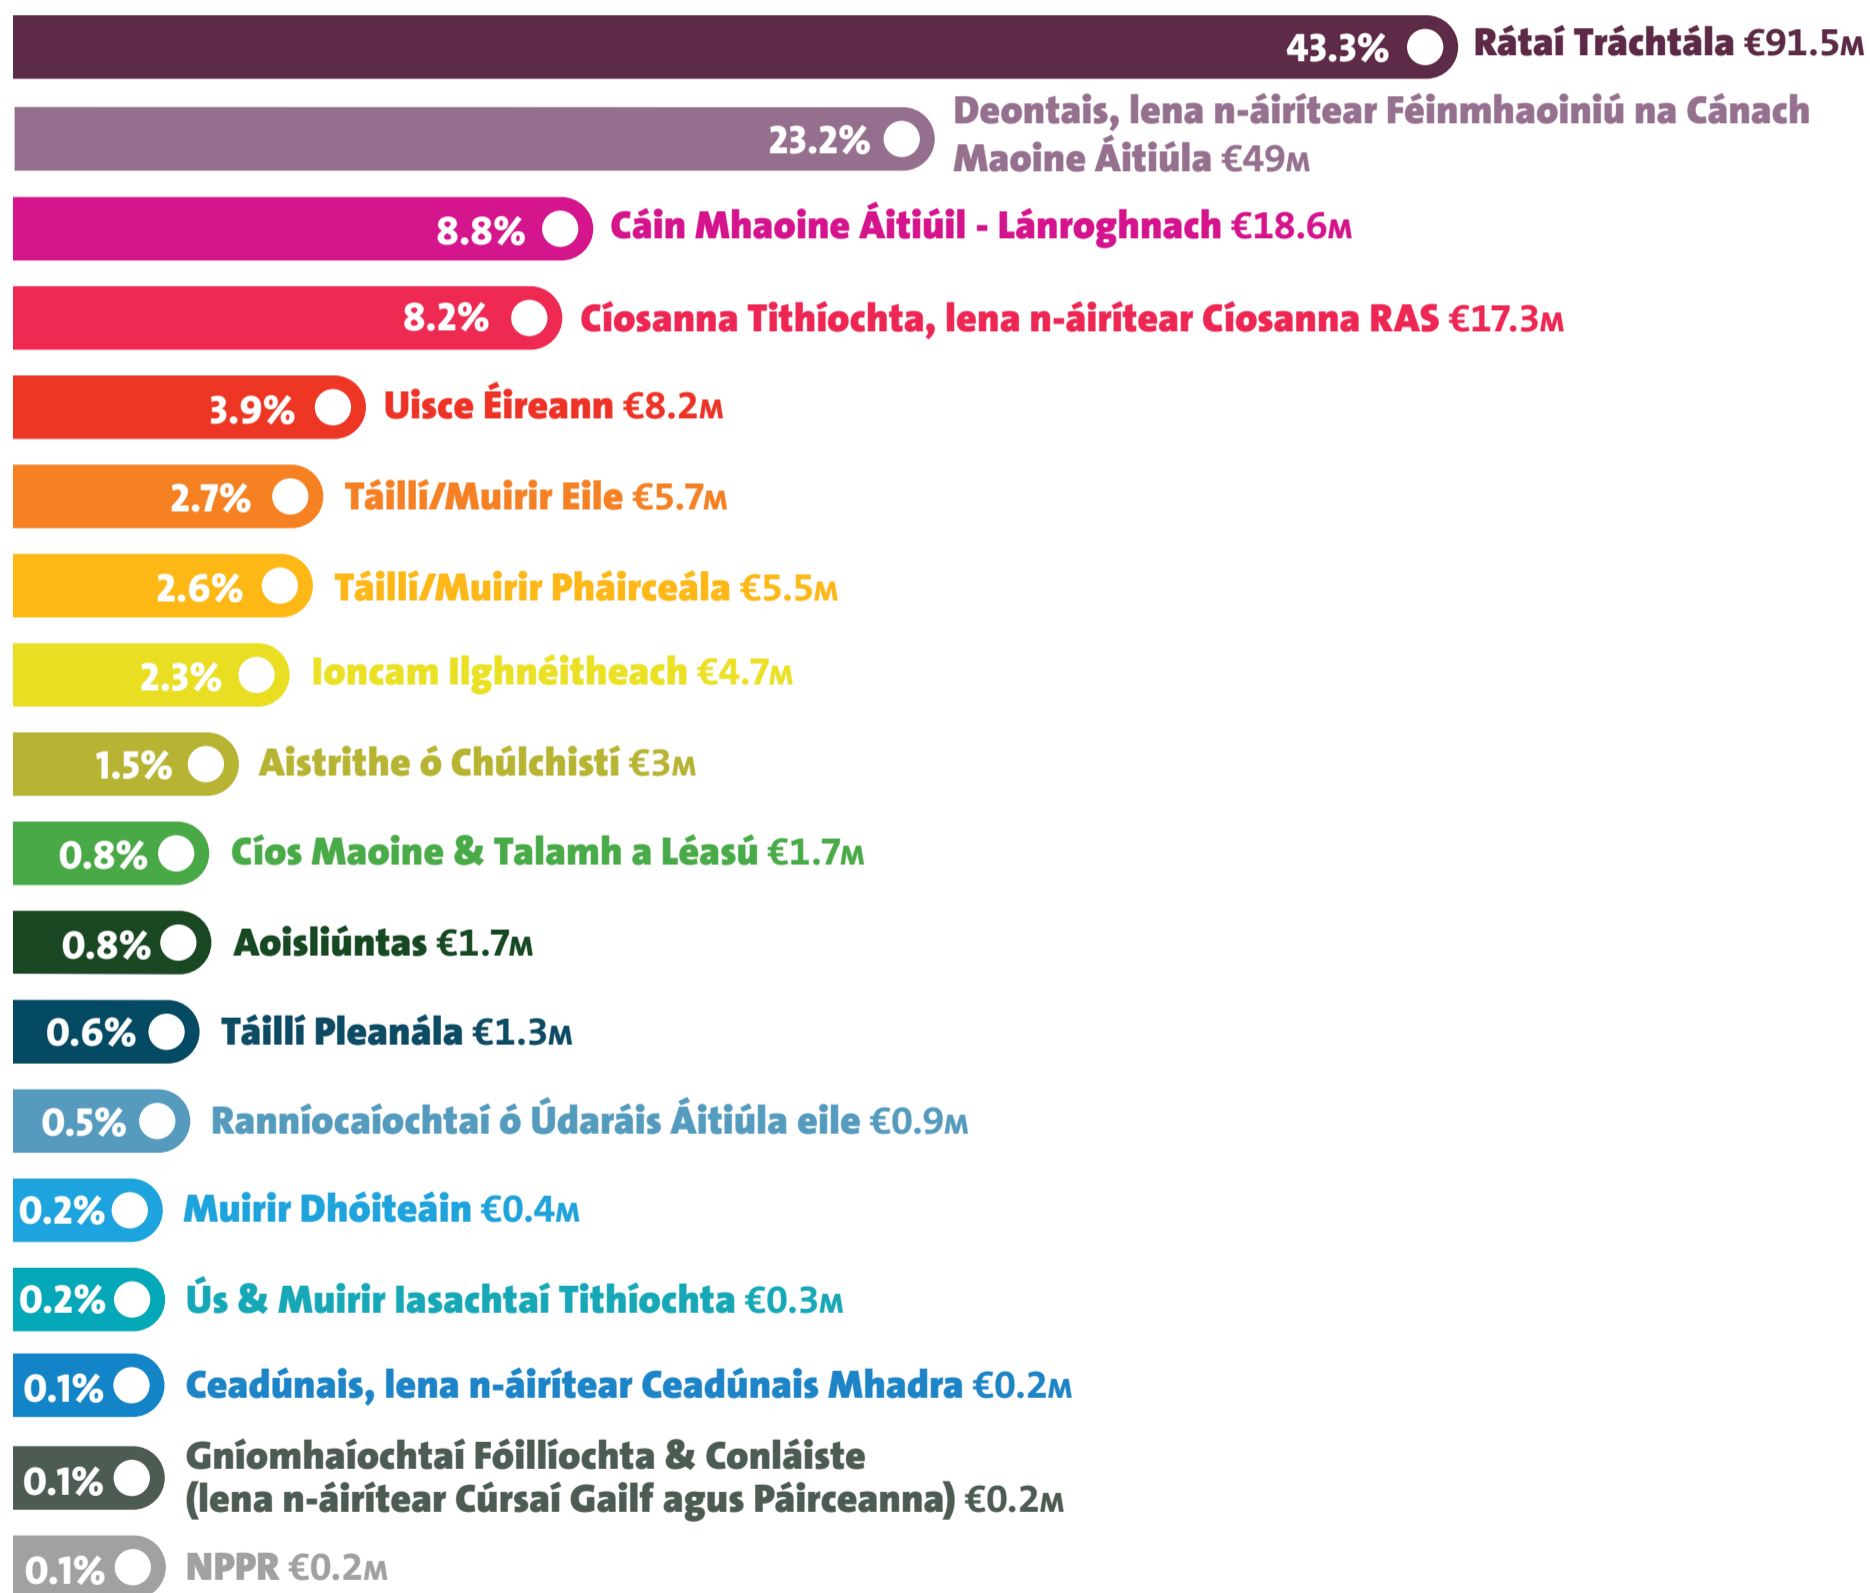 43.3% Rátaí Tráchtála €91.5M
23.2% Deontais, lena n-áirítear Féinmhaoiniú na Cánach
Maoine Áitiúla €49M
8.8% Cáin Mhaoine Áitiúil - Lánroghnach €18.6M
8.2% Cíosanna Tithíochta, lena n-áirítear Cíosanna RAS €17.3M
3.9% Uisce Éireann €8.2M
2.7% Táillí/Muirir Eile €5.7M
2.6% Táillí/Muirir Pháirceála €5.5M
2.3% Ioncam Ilghnéitheach €4.7M
1.5% Aistrithe ó Chúlchistí €3M
0.8% Cíos Maoine & Talamh a Léasú €1.7M
0.8% Aoisliúntas €1.7M
0.6% Táillí Pleanála €1.3M
0.5% Ranníocaíochtaí ó Údaráis Áitiúla eile €0.9M
0.2% Muirir Dhóiteáin €0.4M
0.2% Ús & Muirir Iasachtaí Tithíochta €0.3M
0.1% Ceadúnais, lena n-áirítear Ceadúnais Mhadra €0.2M
0.1% Gníomhaíochtaí Fóillíochta & Conláiste
(lena n-áirítear Cúrsaí Gailf agus Páirceanna) €0.2M
0.1% NPPR €0.2M